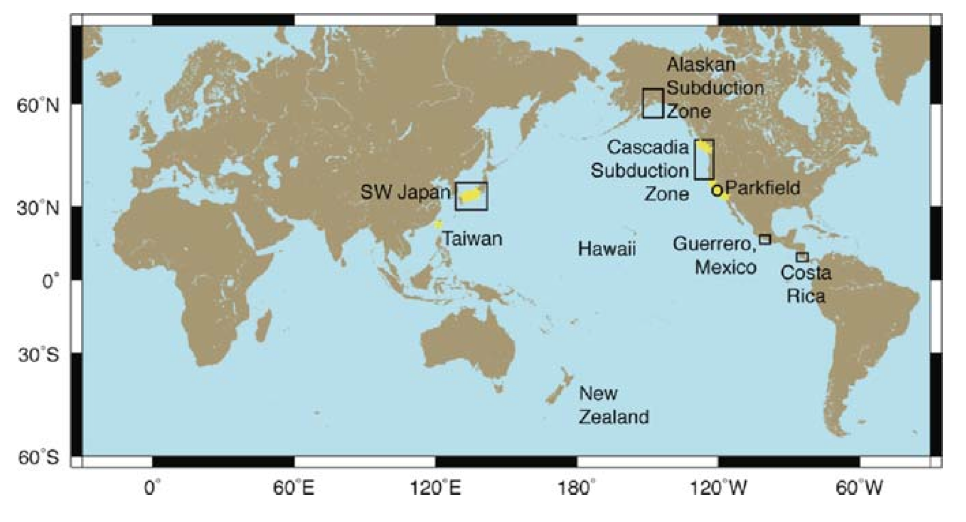 Alaskan
Subduction
Zone
60°N
Cascadia
Subduction
Zone
SW Japan
Parkfield
30°N
Taiwan
Hawaii
Guerrero,
Mexico
Costa
Rica
0°
30°S
New
Zealand
60°S
0°
60°E
120°E
180°
120°W
60°W